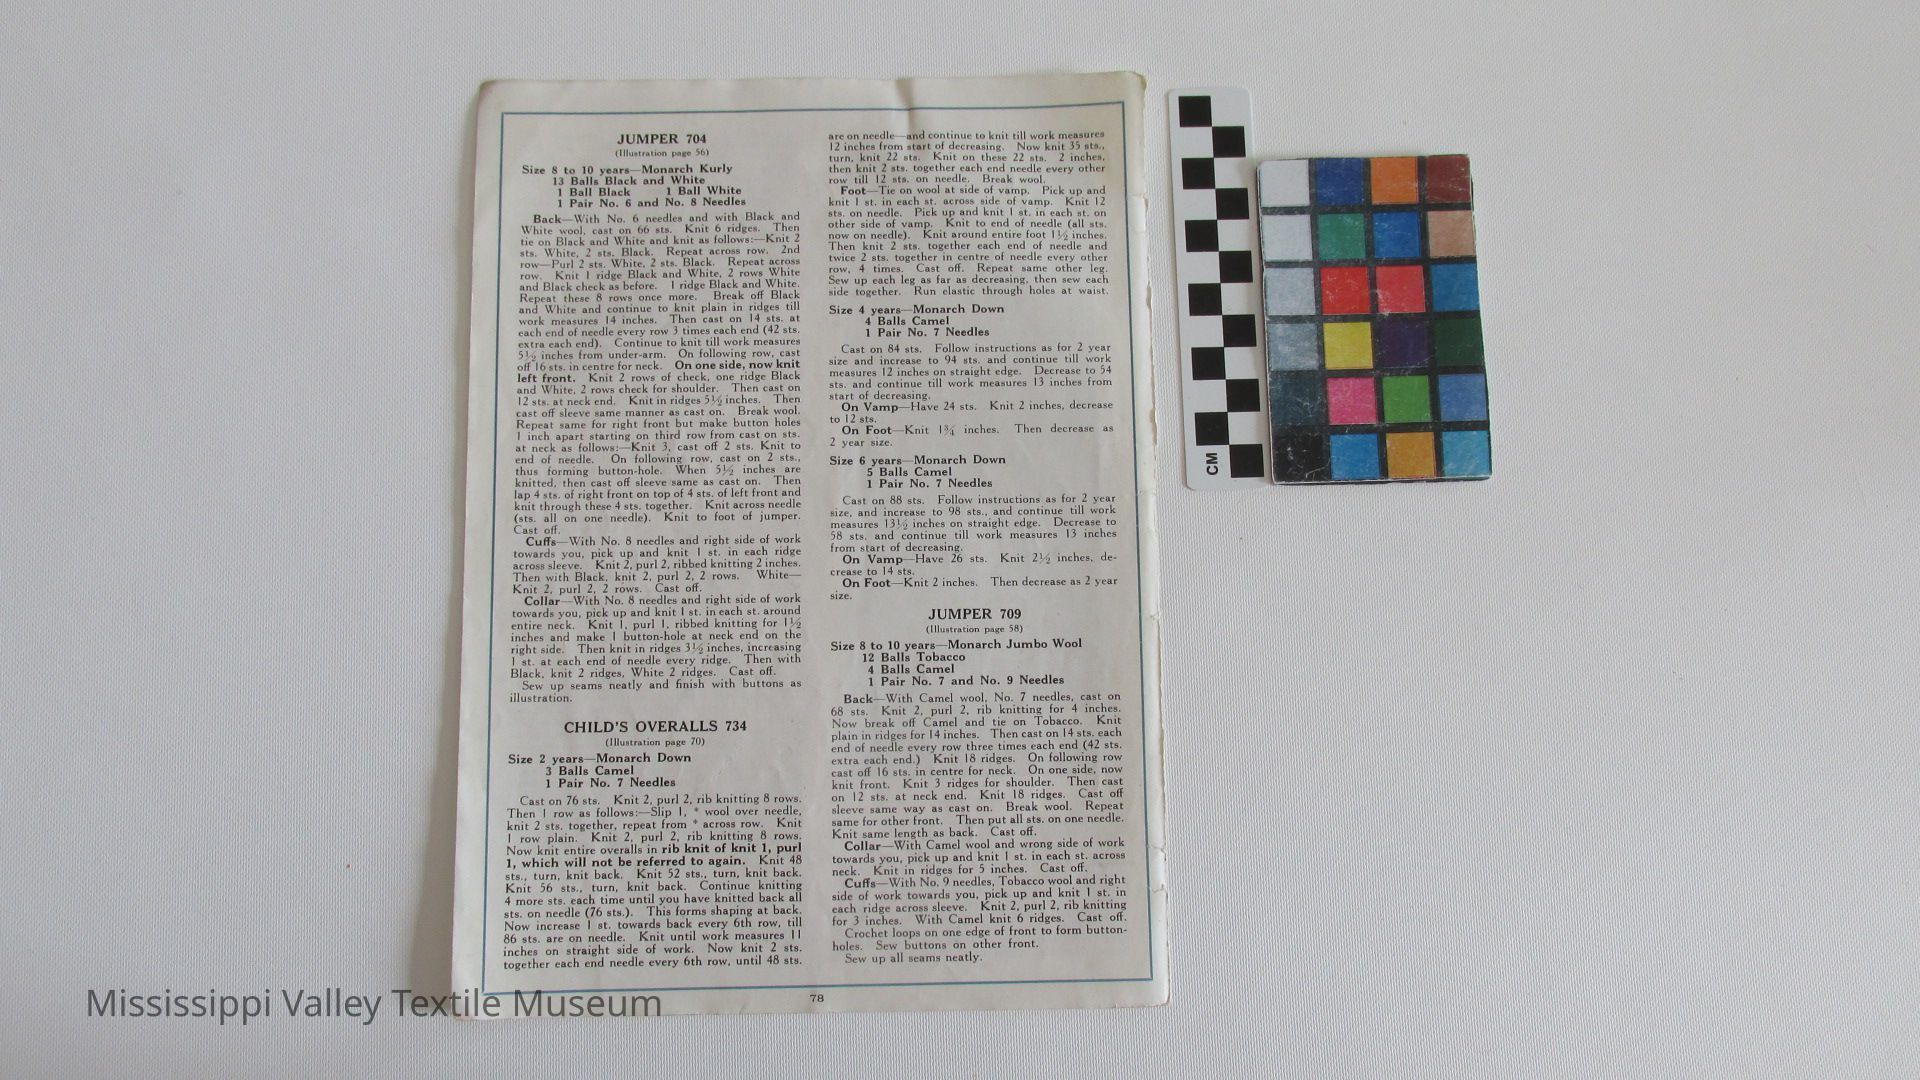 JUMPER 704
(Illustration page 56)
Size 8 to 10 years—Monarch Kurly
13 Balls Black and White
1 Ball Black 1 Ball White
1 Pair No. 6 and No. 8 Needles
Back—With No. 6 needles and with Black and
White wool, cast on 66 sts. Knit 6 ridges. Then
tie on Black and White and knit as follows:—Knit 2
sts. White, 2 sts. Black. Repeat across row. 2nd
row—Purl 2 sts. White, 2 sts. Black. Repeat across
row. Knit 1 ridge Black and White, 2 rows White
and Black check as before. 1 ridge Black and White.
Repeat these 8 rows once more. Break off Black
and White and continue to knit plain in ridges till
work measures 14 inches. Then cast on 14 sts. at
each end of needle every row 3 times each end (42 sts.
extra each end). Continue to knit till work measures
5½ inches from under-arm. On following row, cast
off 16 sts. in centre for neck. On one side, now knit
left front. Knit 2 rows of check, one ridge Black
and White, 2 rows check for shoulder. Then cast on
12 sts. at neck end. Knit in ridges 5½ inches. Then
cast off sleeve same manner as cast on. Break wool.
Repeat same for right front but make button holes
1 inch apart starting on third row from cast on sts.
at neck as follows:—Knit 3, cast off 2 sts. Knit to
end of needle. On following row, cast on 2 sts.,
thus forming button-hole. When 5½ inches are
knitted, then cast off sleeve same as cast on. Then
lap 4 sts. of right front on top of 4 sts. of left front and
knit through these 4 sts. together. Knit across needle
(sts. all on one needle). Knit to foot of jumper.
Cast off.
Cuffs—With No. 8 needles and right side of work
towards you, pick up and knit 1 st. in each ridge
across sleeve. Knit 2, purl 2, ribbed knitting 2 inches.
Then with Black, knit 2, purl 2, 2 rows. White—
Knit 2, purl 2, 2 rows. Cast off.
Collar—With No. 8 needles and right side of work
towards you, pick up and knit 1 st. in each st. around
entire neck. Knit 1, purl 1, ribbed knitting for 1½
inches and make 1 button-hole at neck end on the
right side. Then knit in ridges 3½ inches, increasing
1 st. at each end of needle every ridge. Then with
Black, knit 2 ridges, White 2 ridges. Cast off.
Sew up seams neatly and finish with buttons as
illustration.
CHILD'S OVERALLS 734
(Illustration page 70)
Size 2 years—Monarch Down
3 Balls Camel
1 Pair No. 7 Needles
Cast on 76 sts. Knit 2, purl 2, rib knitting 8 rows.
Then 1 row as follows:—Slip 1, * wool over needle,
knit 2 sts. together, repeat from * across row. Knit
1 row plain. Knit 2, purl 2, rib knitting 8 rows.
Now knit entire overalls in rib knit of knit 1, purl
1, which will not be referred to again. Knit 48
sts., turn, knit back. Knit 52 sts., turn, knit back.
Knit 56 sts., turn, knit back. Continue knitting
4 more sts. each time until you have knitted back all
sts. on needle (76 sts.). This forms shaping at back.
Now increase 1 st. towards back every 6th row, till
86 sts. are on needle. Knit until work measures 11
inches on straight side of work. Now knit 2 sts.
together each end needle every 6th row, until 48 sts.
are on needle—and continue to knit till work measures
12 inches from start of decreasing. Now knit 35 sts.,
turn, knit 22 sts. Knit on these 22 sts. 2 inches,
then knit 2 sts. together each end needle every other
row till 12 sts. on needle. Break wool.
Foot—Tie on wool at side of vamp. Pick up and
knit 1 st. in each st. across side of vamp. Knit 12
sts. on needle. Pick up and knit 1 st. in each st. on
other side of vamp. Knit to end of needle (all sts.
now on needle). Knit around entire foot 1½ inches.
Then knit 2 sts. together each end of needle and
twice 2 sts. together in centre of needle every other
row, 4 times. Cast off. Repeat same other leg.
Sew up each leg as far as decreasing, then sew each
side together. Run elastic through holes at waist.
Size 4 years—Monarch Down
4 Balls Camel
1 Pair No. 7 Needles
Cast on 84 sts. Follow instructions as for 2 year
size and increase to 94 sts. and continue till work
measures 12 inches on straight edge. Decrease to 54
sts. and continue till work measures 13 inches from
start of decreasing.
On Vamp—Have 24 sts. Knit 2 inches, decrease
to 12 sts.
On Foot—Knit 1¾ inches. Then decrease as
2 year size.
Size 6 years—Monarch Down
5 Balls Camel
1 Pair No. 7 Needles
Cast on 88 sts. Follow instructions as for 2 year
size, and increase to 98 sts., and continue till work
measures 13½ inches on straight edge. Decrease to
58 sts. and continue till work measures 13 inches
from start of decreasing.
On Vamp—Have 26 sts. Knit 2½ inches, de-
crease to 14 sts.
On Foot—Knit 2 inches. Then decrease as 2 year
size.
JUMPER 709
(Illustration page 58)
Size 8 to 10 years—Monarch Jumbo Wool
12 Balls Tobacco
4 Balls Camel
1 Pair No. 7 and No. 9 Needles
Back—With Camel wool, No. 7 needles, cast on
68 sts. Knit 2, purl 2, rib knitting for 4 inches.
Now break off Camel and tie on Tobacco. Knit
plain in ridges for 14 inches. Then cast on 14 sts. each
end of needle every row three times each end (42 sts.
extra each end.) Knit 18 ridges. On following row
cast off 16 sts. in centre for neck. On one side, now
knit front. Knit 3 ridges for shoulder. Then cast
on 12 sts. at neck end. Knit 18 ridges. Cast off
sleeve same way as cast on. Break wool. Repeat
same for other front. Then put all sts. on one needle.
Knit same length as back. Cast off.
Collar—With Camel wool and wrong side of work
towards you, pick up and knit 1 st. in each st. across
neck. Knit in ridges for 5 inches. Cast off.
Cuffs—With No. 9 needles, Tobacco wool and right
side of work towards you, pick up and knit 1 st. in
each ridge across sleeve. Knit 2, purl 2, rib knitting
for 3 inches. With Camel knit 6 ridges. Cast off.
Crochet loops on one edge of front to form button-
holes. Sew buttons on other front.
Sew up all seams neatly.
78
CM
Mississippi Valley Textile Museum